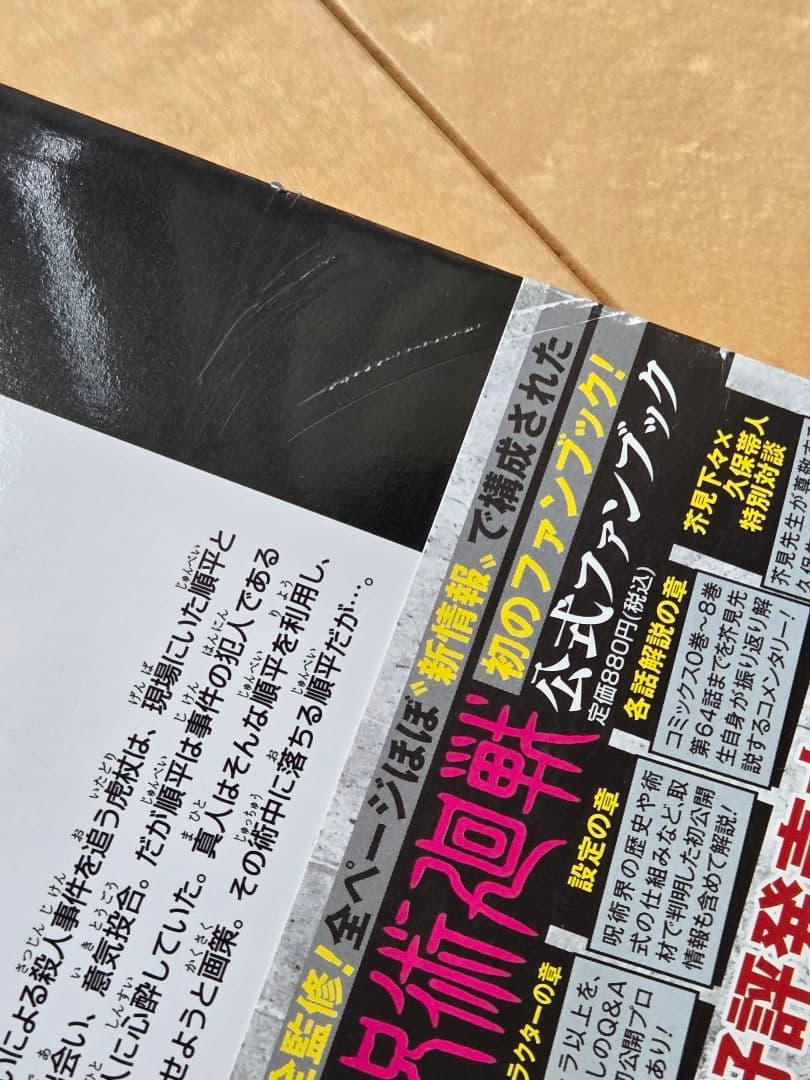 いによる殺人事件を追う虎杖は、現場にいた順平と
会い、意気投合。だが順平は事件の犯人である
人に心酔していた。真人はそんな順平を利用し、
せようと画策。その術中に落ちる順平だが…。
全監修！全ページほぼ〝新情報〟で構成された
初のファンブック！
呪術廻戦
公式ファンブック
定価880円(税込)
ラクターの章
ラ以上を、
しのQ&A
公開プロ
あり！
設定の章
呪術界の歴史や術
式の仕組みなど、取
材で判明した初公開
情報も含めて解説！
各話解説の章
コミックス0巻〜8巻
第64話までを芥見先
生自身が振り返り解
説するコメンタリー！
芥見下々×
久保帯人
特別対談
芥見先生が尊敬する
好評発売